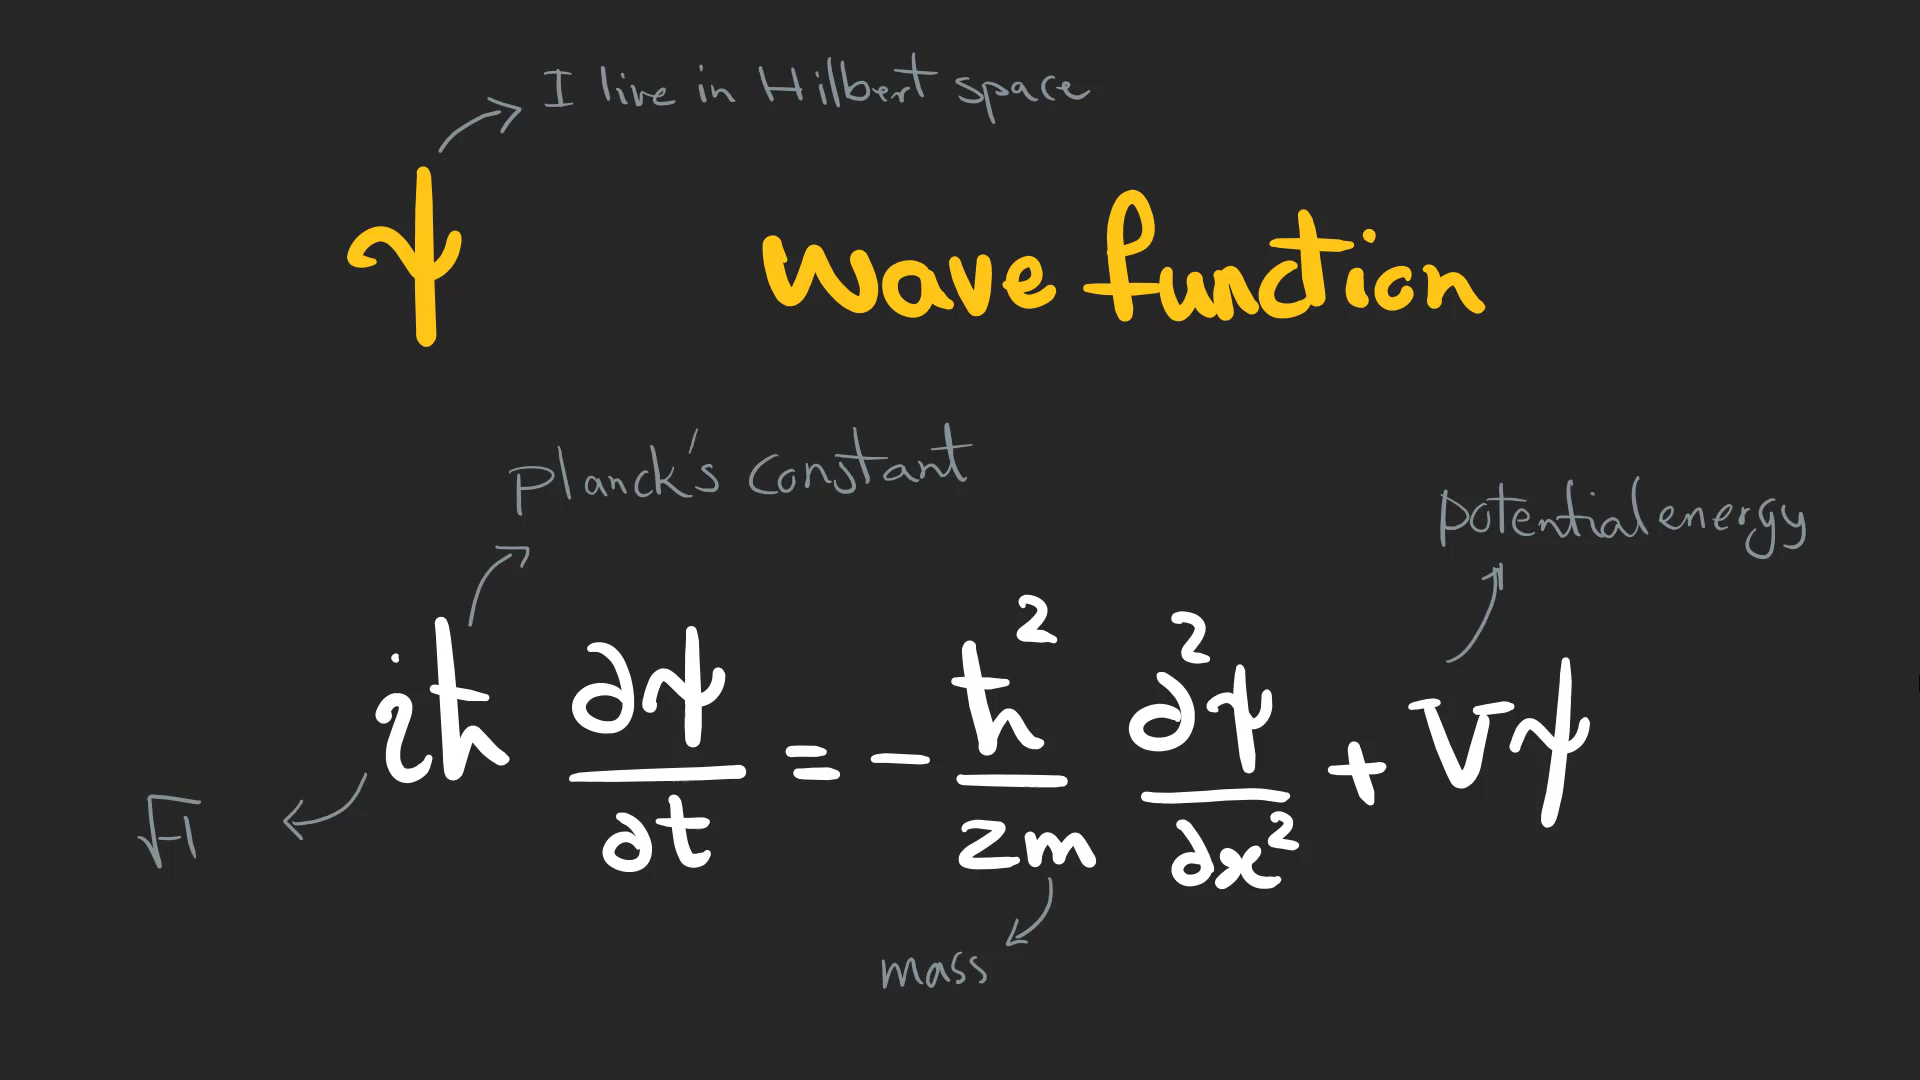 I live in Hilbert space
ψ wave function
Planck's constant
potential energy
iħ ∂ψ/∂t = - ħ²/2m ∂²ψ/∂x² + Vψ
√-1
mass